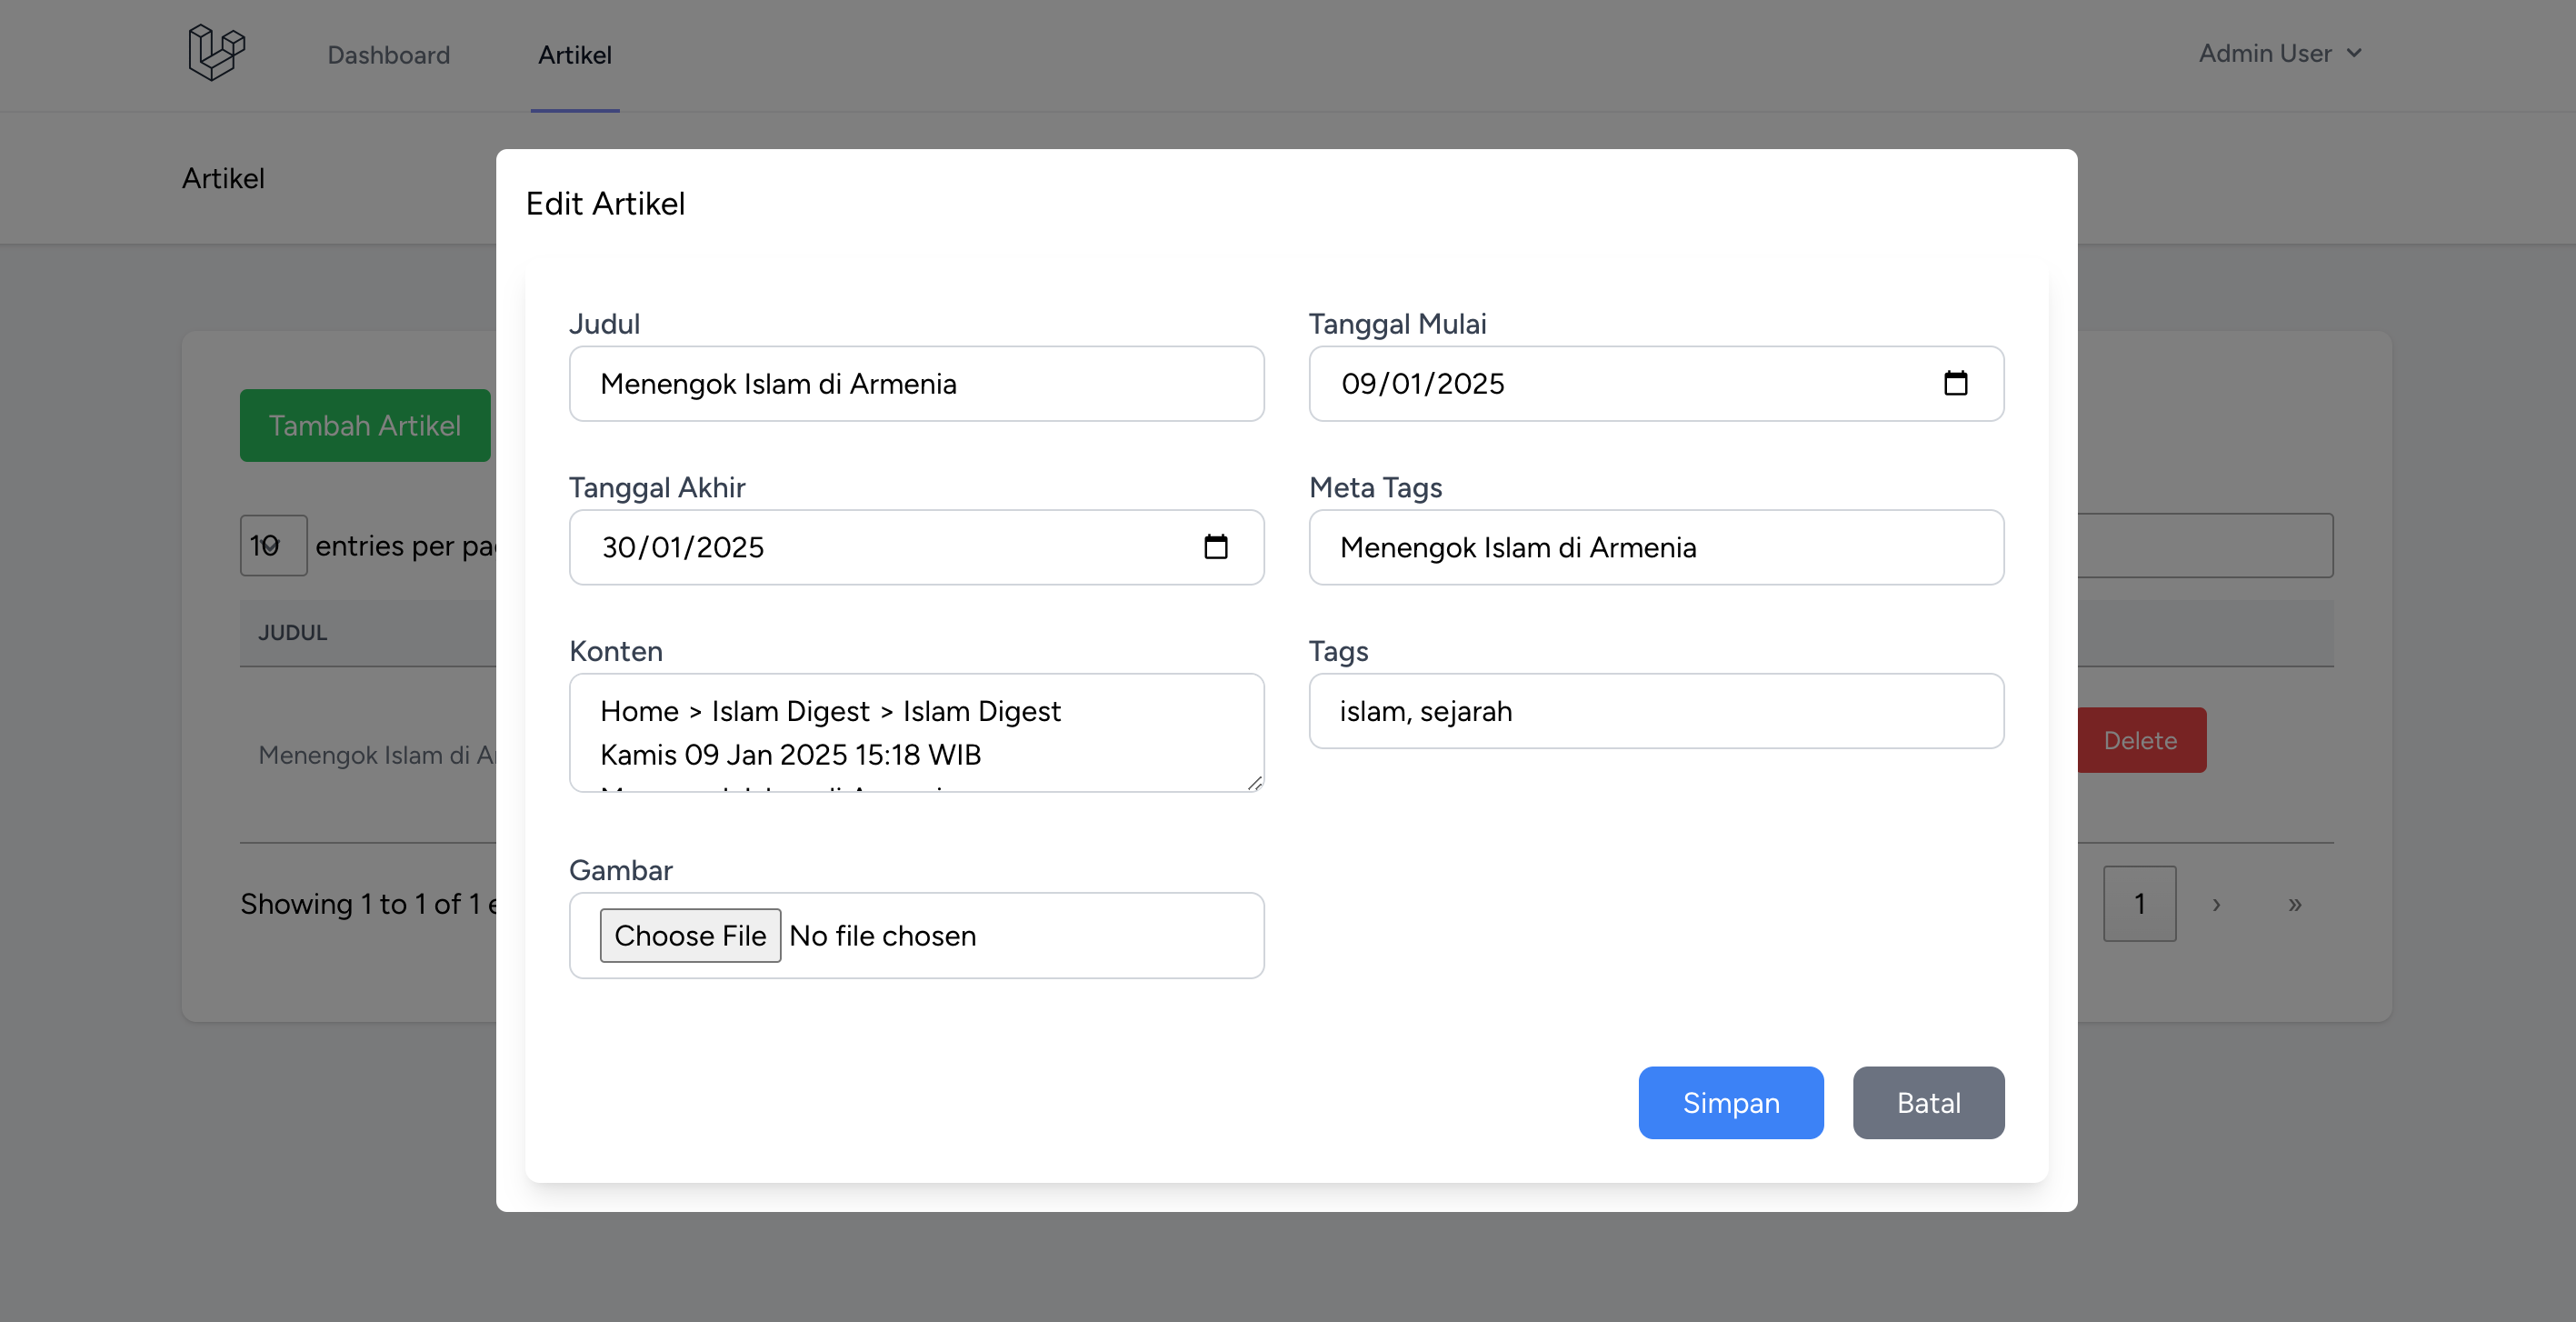 Dashboard
Artikel
Admin User
Artikel
Edit Artikel
Judul
Menengok Islam di Armenia
Tanggal Mulai
09/01/2025
Tanggal Akhir
30/01/2025
Meta Tags
Menengok Islam di Armenia
Konten
Home > Islam Digest > Islam Digest
Kamis 09 Jan 2025 15:18 WIB
Tags
islam, sejarah
Gambar
Choose File No file chosen
Simpan
Batal
Tambah Artikel
10 entries per
JUDUL
Menengok Islam di
Delete
Showing 1 to 1 of 1
1 › »